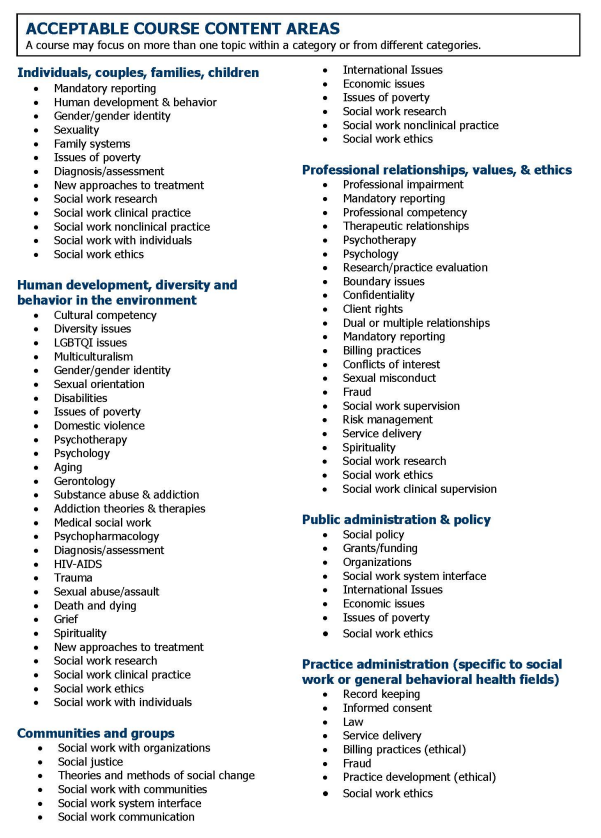 ACCEPTABLE COURSE CONTENT AREAS
A course may focus on more than one topic within a category or from different categories.
Individuals, couples, families, children
• Mandatory reporting
• Human development & behavior
• Gender/gender identity
• Sexuality
• Family systems
• Issues of poverty
• Diagnosis/assessment
• New approaches to treatment
• Social work research
• Social work clinical practice
• Social work nonclinical practice
• Social work with individuals
• Social work ethics
Human development, diversity and
behavior in the environment
• Cultural competency
• Diversity issues
• LGBTQI issues
• Multiculturalism
• Gender/gender identity
• Sexual orientation
• Disabilities
• Issues of poverty
• Domestic violence
• Psychotherapy
• Psychology
• Aging
• Gerontology
• Substance abuse & addiction
• Addiction theories & therapies
• Medical social work
• Psychopharmacology
• Diagnosis/assessment
• HIV-AIDS
• Trauma
• Sexual abuse/assault
• Death and dying
• Grief
• Spirituality
• New approaches to treatment
• Social work research
• Social work clinical practice
• Social work ethics
• Social work with individuals
Communities and groups
• Social work with organizations
• Social justice
• Theories and methods of social change
• Social work with communities
• Social work system interface
• Social work communication
• International Issues
• Economic issues
• Issues of poverty
• Social work research
• Social work nonclinical practice
• Social work ethics
Professional relationships, values, & ethics
• Professional impairment
• Mandatory reporting
• Professional competency
• Therapeutic relationships
• Psychotherapy
• Psychology
• Research/practice evaluation
• Boundary issues
• Confidentiality
• Client rights
• Dual or multiple relationships
• Mandatory reporting
• Billing practices
• Conflicts of interest
• Sexual misconduct
• Fraud
• Social work supervision
• Risk management
• Service delivery
• Spirituality
• Social work research
• Social work ethics
• Social work clinical supervision
Public administration & policy
• Social policy
• Grants/funding
• Organizations
• Social work system interface
• International Issues
• Economic issues
• Issues of poverty
• Social work ethics
Practice administration (specific to social
work or general behavioral health fields)
• Record keeping
• Informed consent
• Law
• Service delivery
• Billing practices (ethical)
• Fraud
• Practice development (ethical)
• Social work ethics